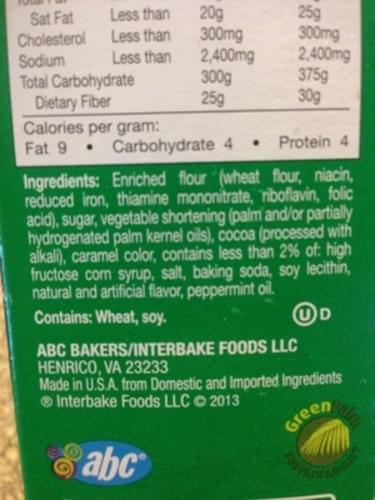 Sat Fat Less than 20g 25g
Cholesterol Less than 300mg 300mg
Sodium Less than 2,400mg 2,400mg
Total Carbohydrate 300g 375g
Dietary Fiber 25g 30g
Calories per gram:
Fat 9 • Carbohydrate 4 • Protein 4
Ingredients: Enriched flour (wheat flour, niacin,
reduced iron, thiamine mononitrate, riboflavin, folic
acid), sugar, vegetable shortening (palm and/or partially
hydrogenated palm kernel oils), cocoa (processed with
alkali), caramel color, contains less than 2% of: high
fructose corn syrup, salt, baking soda, soy lecithin,
natural and artificial flavor, peppermint oil.
Contains: Wheat, soy.
U D
ABC BAKERS/INTERBAKE FOODS LLC
HENRICO, VA 23233
Made in U.S.A. from Domestic and Imported Ingredients
® Interbake Foods LLC © 2013
abc®
GreenPalm